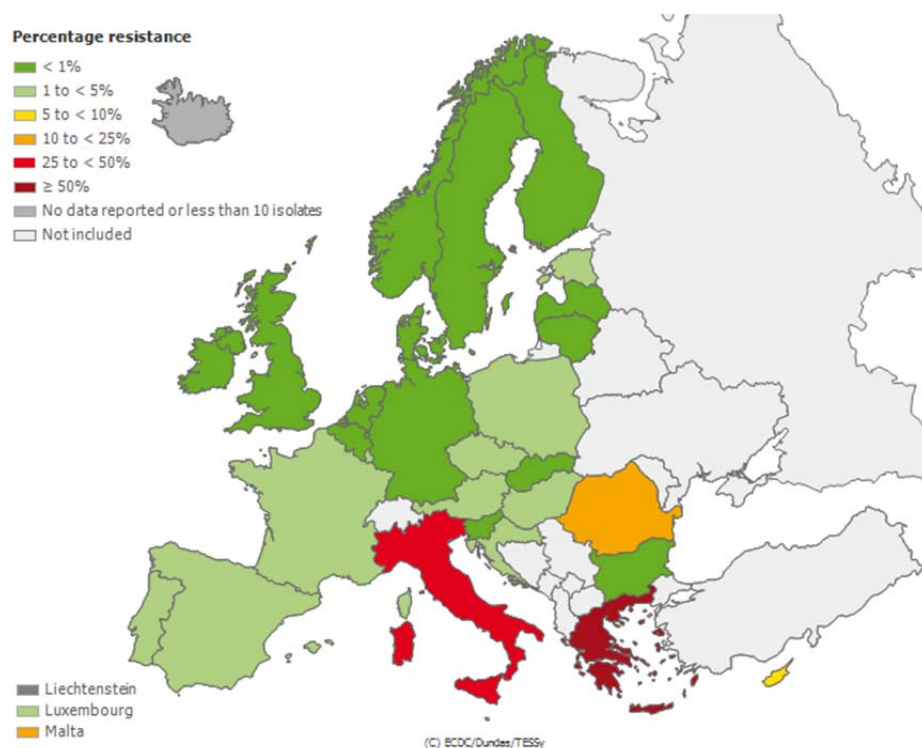 Percentage resistance
< 1%
1 to < 5%
5 to < 10%
10 to < 25%
25 to < 50%
≥ 50%
No data reported or less than 10 isolates
Not included
Liechtenstein
Luxembourg
Malta
(C) ECDC/Dundas/TESSy